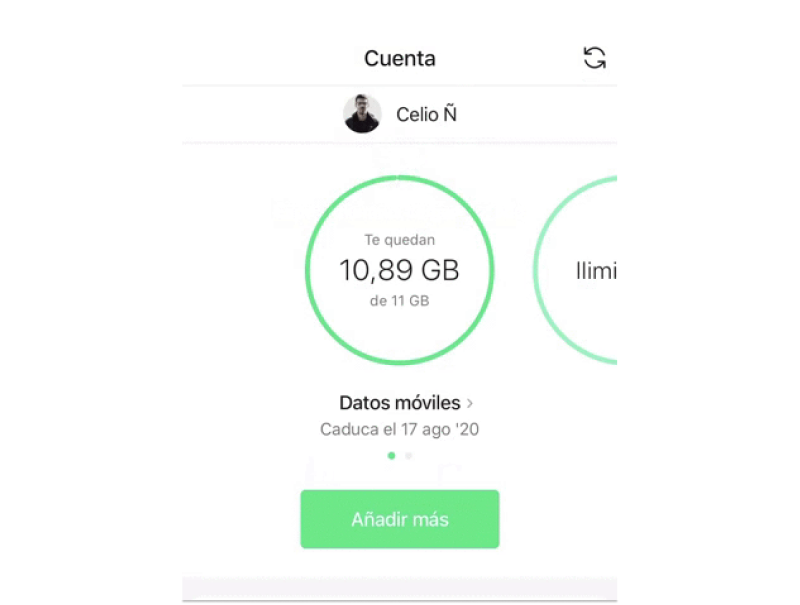 Cuenta
Celio Ñ
Te quedan
10,89 GB
de 11 GB
Ilimi
Datos móviles
Caduca el 17 ago '20
Añadir más